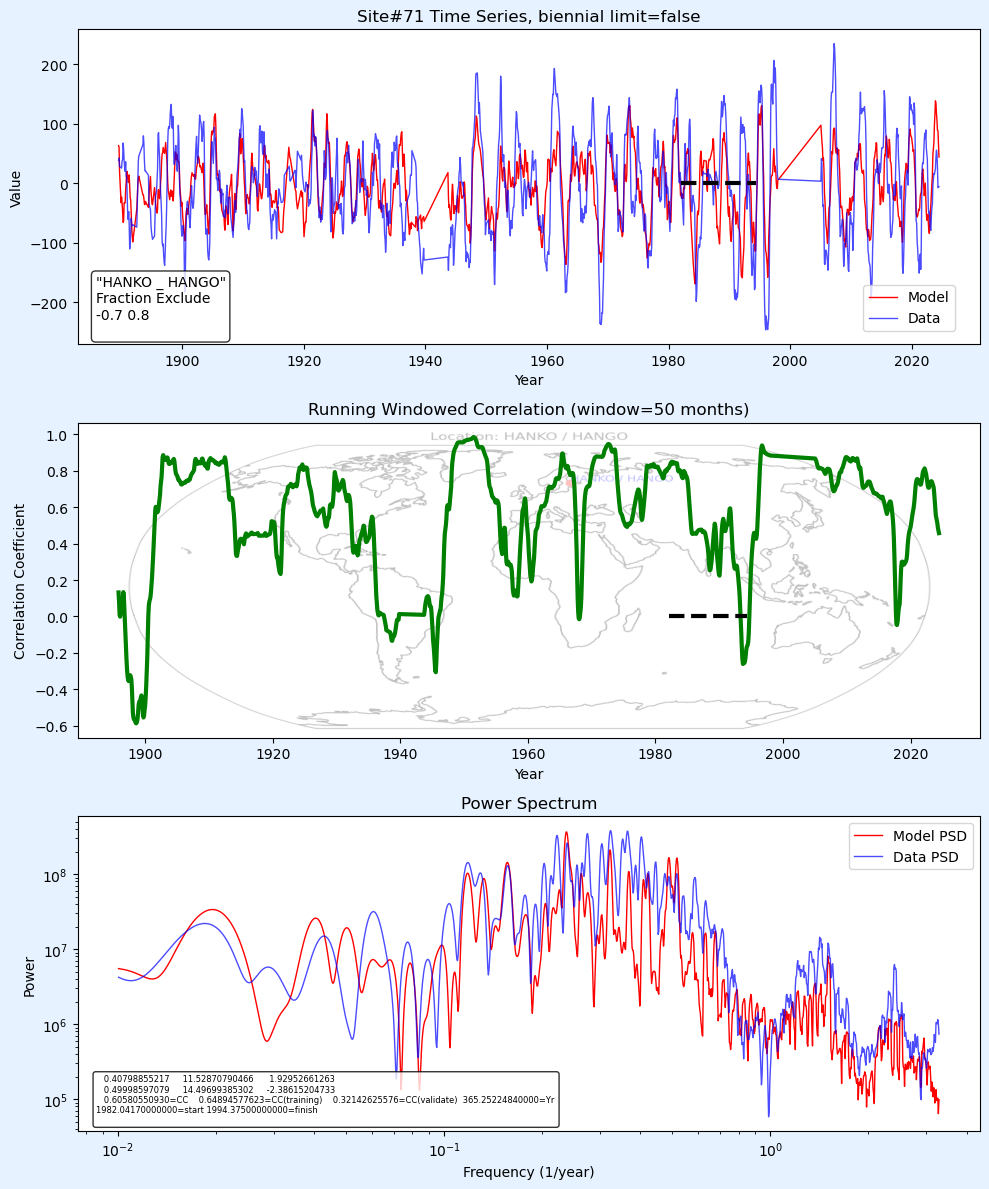 Site#71 Time Series, biennial limit=false
Value
200
100
0
−100
−200
"HANKO _ HANGO"
Fraction Exclude
-0.7 0.8
Model
Data
1900
1920
1940
1960
1980
2000
2020
Year
Running Windowed Correlation (window=50 months)
Location: HANKO / HANGO
HANKO / HANGO
Correlation Coefficient
1.0
0.8
0.6
0.4
0.2
0.0
−0.2
−0.4
−0.6
1900
1920
1940
1960
1980
2000
2020
Year
Power Spectrum
Model PSD
Data PSD
Power
10⁸
10⁷
10⁶
10⁵
0.40798855217 11.52870790466 1.92952661263
0.49998597079 14.49699385302 -2.38615204733
0.60580550930=CC 0.64894577623=CC(training) 0.32142625576=CC(validate) 365.25224840000=Yr
1982.04170000000=start 1994.37500000000=finish
10⁻²
10⁻¹
10⁰
Frequency (1/year)